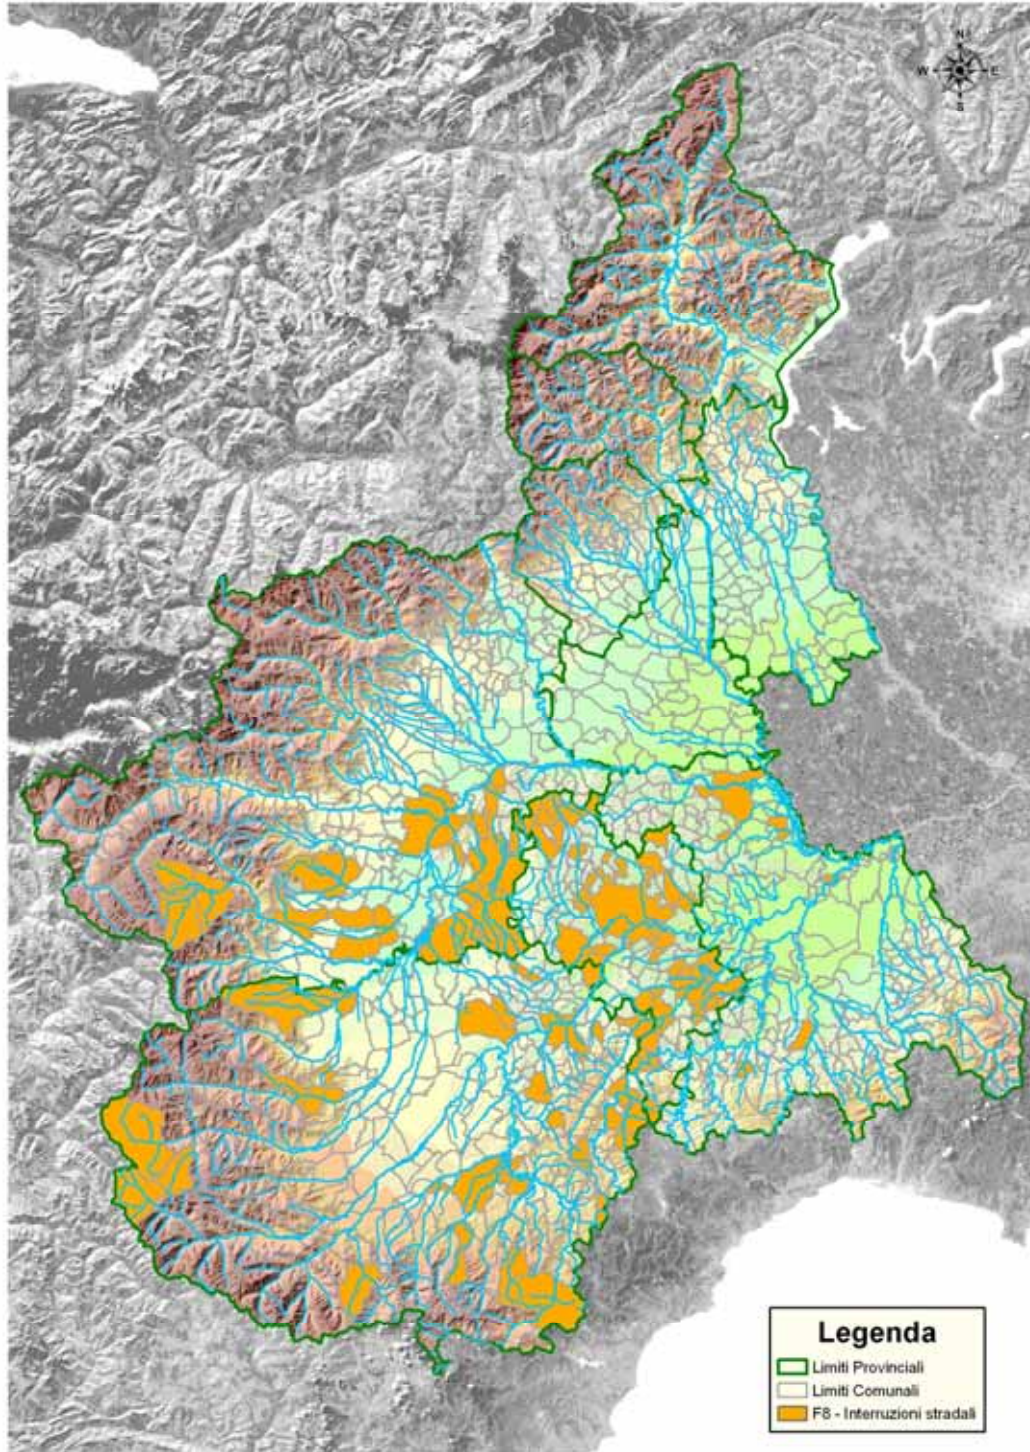 N
W E
S
Legenda
Limiti Provinciali
Limiti Comunali
F8 - Interruzioni stradali